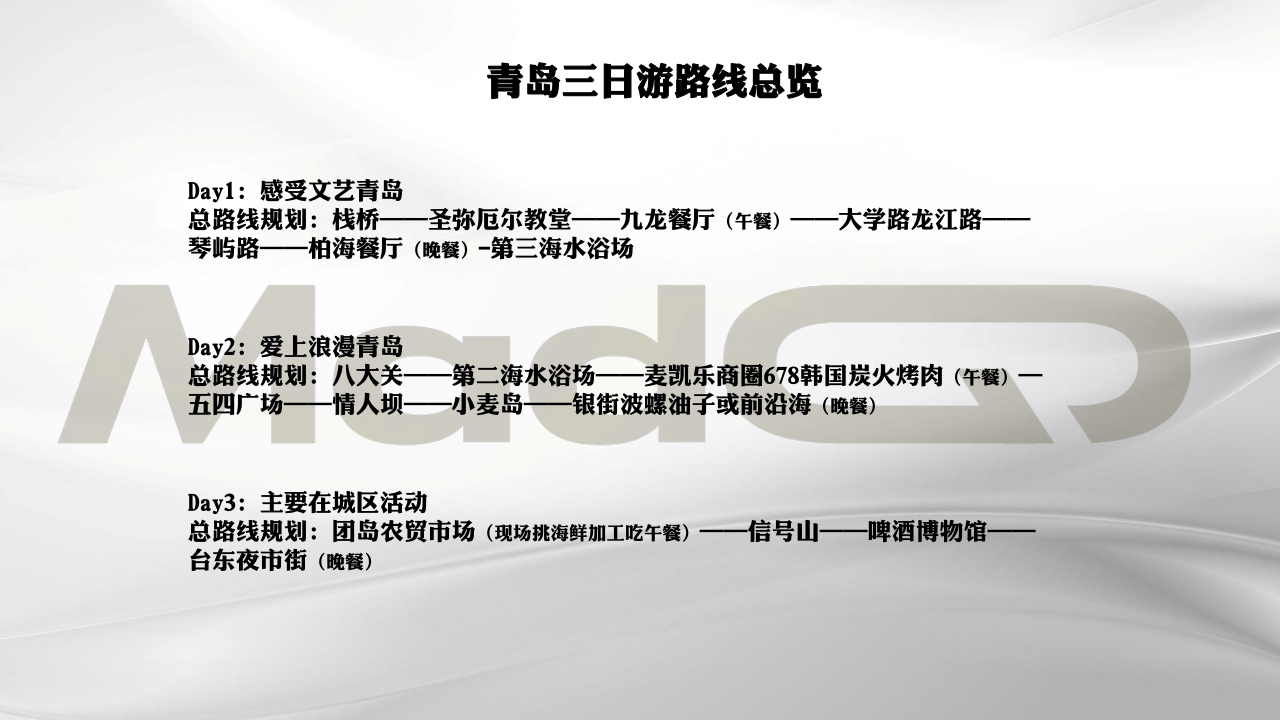 青岛三日游路线总览
Day1：感受文艺青岛
总路线规划：栈桥——圣弥厄尔教堂——九龙餐厅（午餐）——大学路龙江路——
琴屿路——柏海餐厅（晚餐）-第三海水浴场
MadQ
Day2：爱上浪漫青岛
总路线规划：八大关——第二海水浴场——麦凯乐商圈678韩国炭火烤肉（午餐）—
五四广场——情人坝——小麦岛——银街波螺油子或前沿海（晚餐）
Day3：主要在城区活动
总路线规划：团岛农贸市场（现场挑海鲜加工吃午餐）——信号山——啤酒博物馆——
台东夜市街（晚餐）